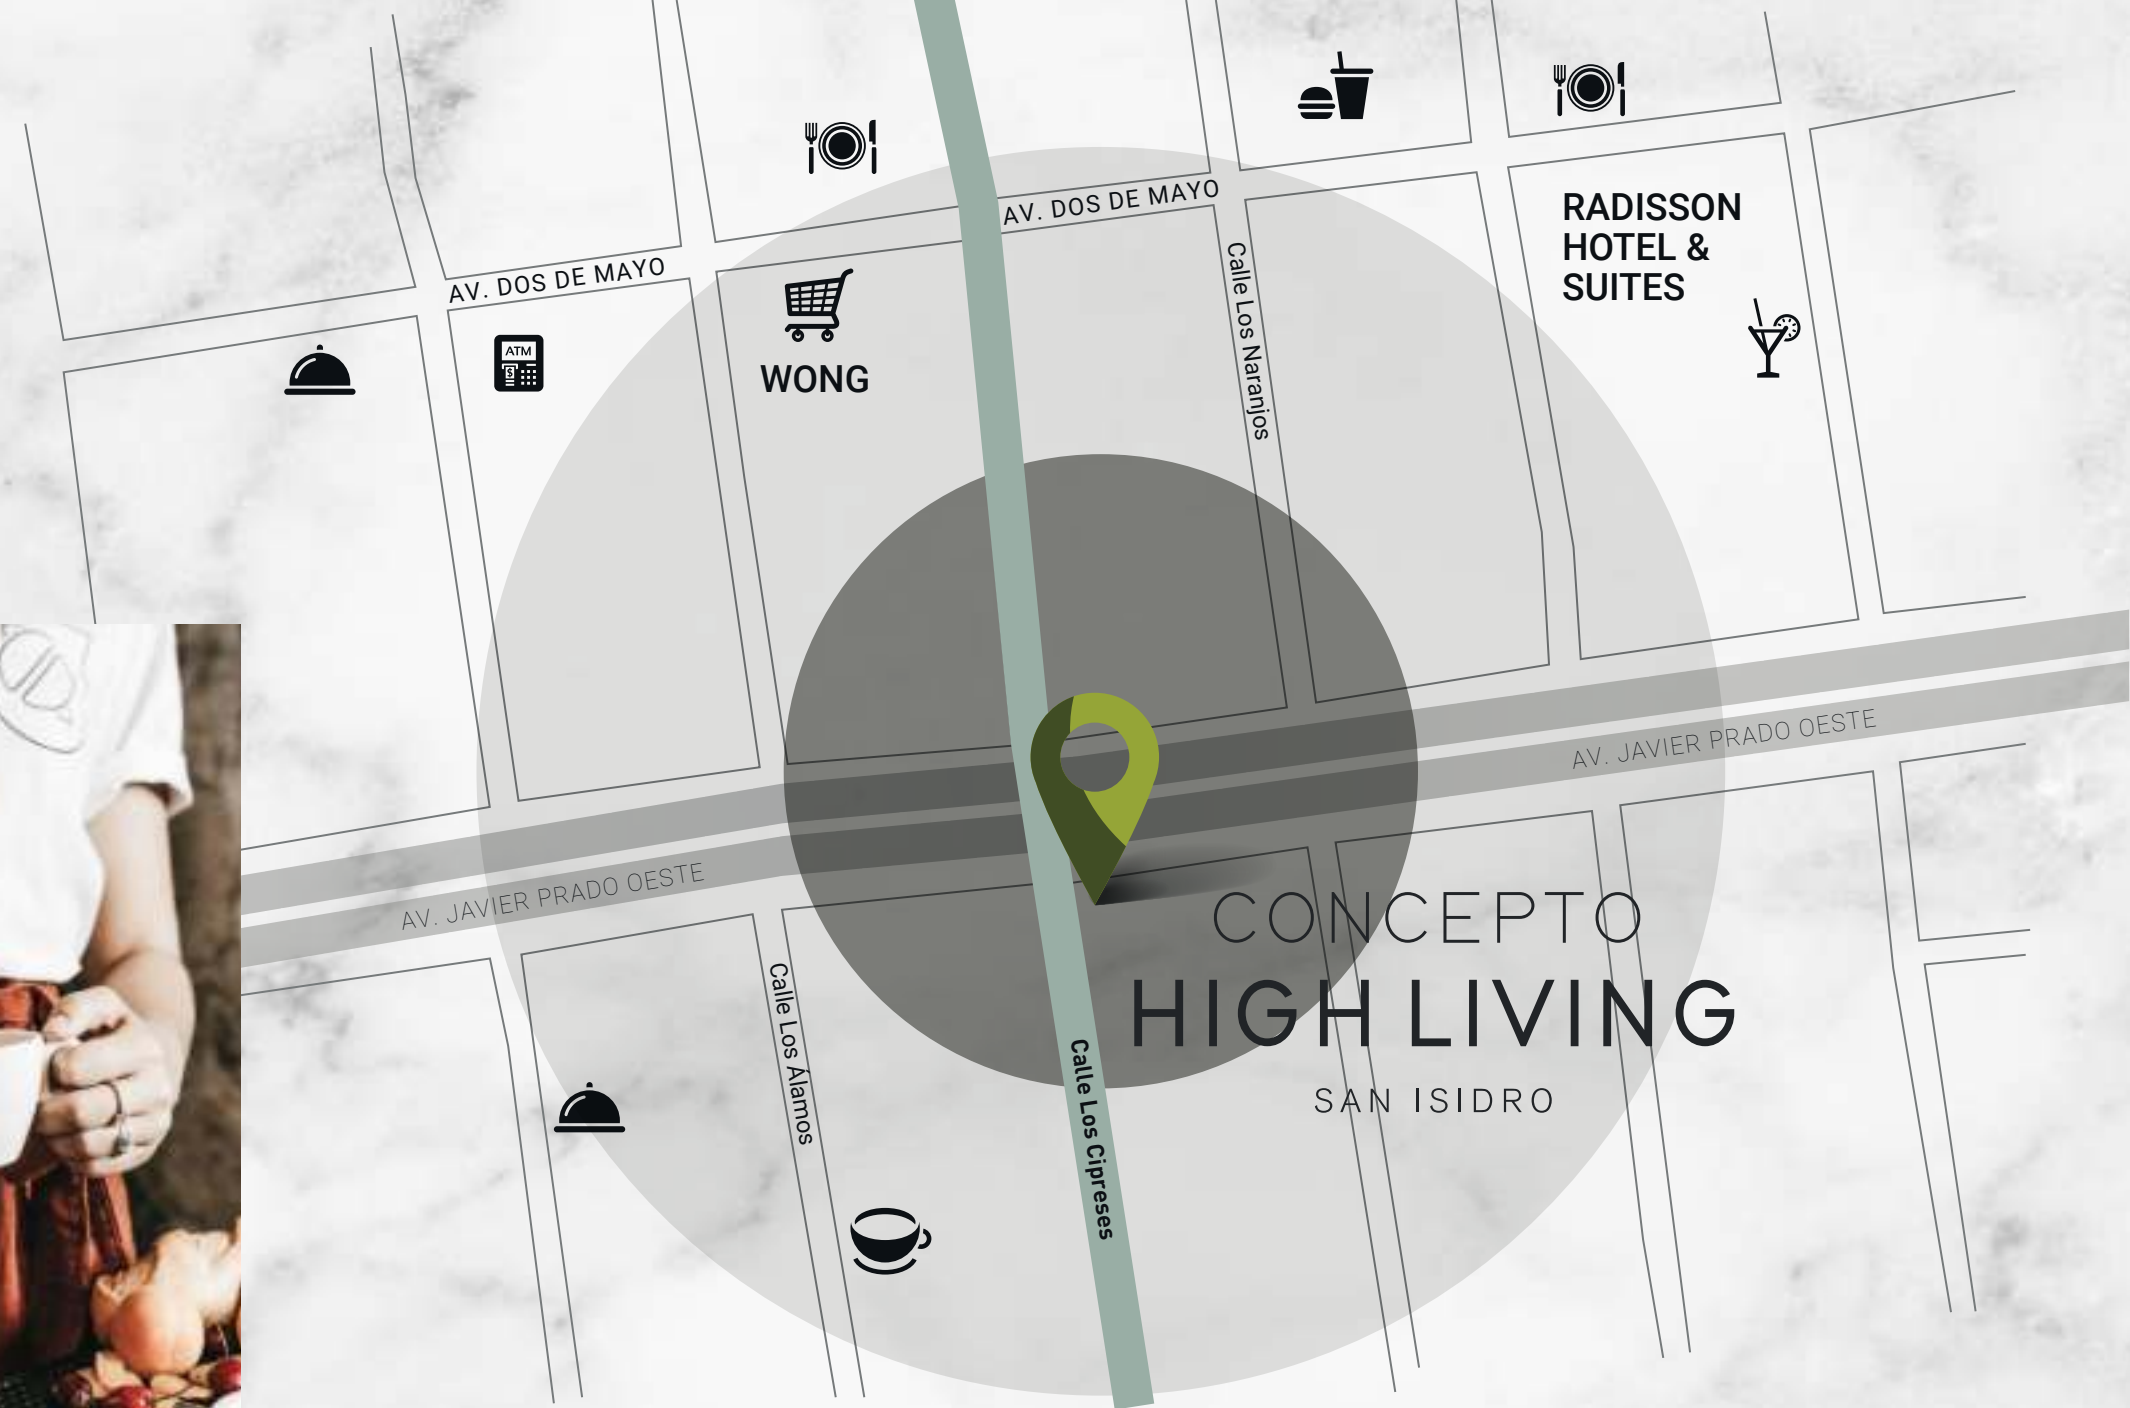 AV. DOS DE MAYO
RADISSON
HOTEL &
SUITES
AV. DOS DE MAYO
Calle Los Naranjos
ATM
$
WONG
AV. JAVIER PRADO OESTE
AV. JAVIER PRADO OESTE
CONCEPTO
HIGH LIVING
SAN ISIDRO
Calle Los Álamos
Calle Los Cipreses